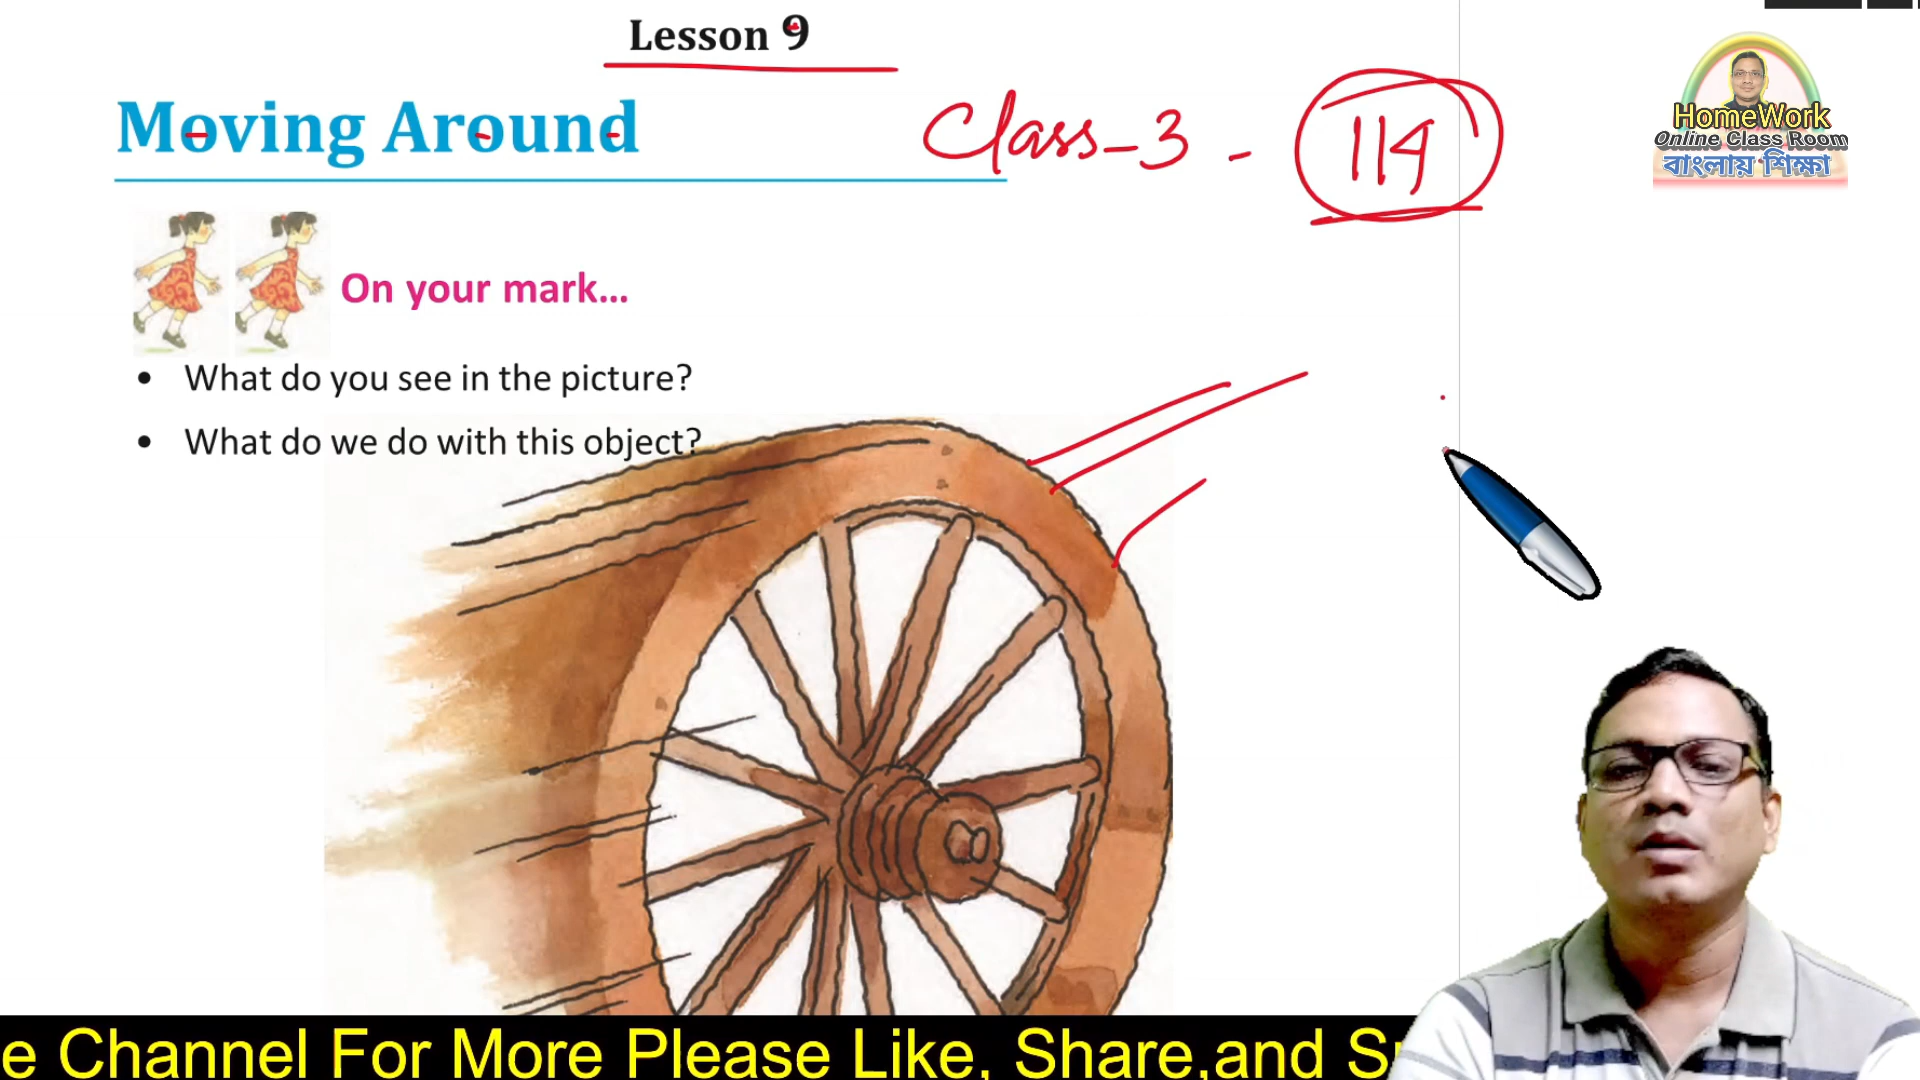 Lesson 9
Moving Around
Class-3 - 114
HomeWork
Online Class Room
বাংলায় শিক্ষা
On your mark...
• What do you see in the picture?
• What do we do with this object?
e Channel For More Please Like, Share,and S